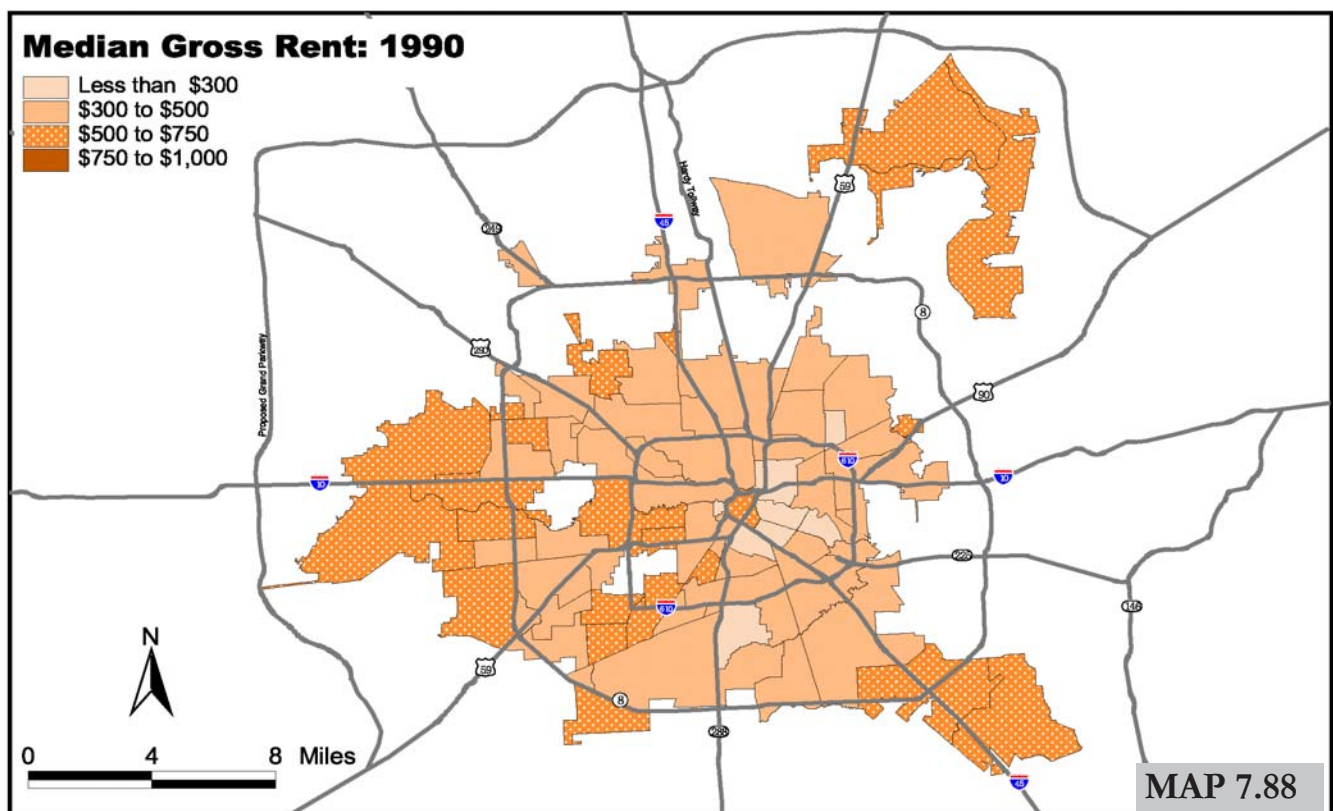 Median Gross Rent: 1990
Less than $300
$300 to $500
$500 to $750
$750 to $1,000
Hardy Tollway
59
45
249
8
290
Proposed Grand Parkway
90
610
10
10
225
146
610
59
8
288
45
N
0 4 8 Miles
MAP 7.88